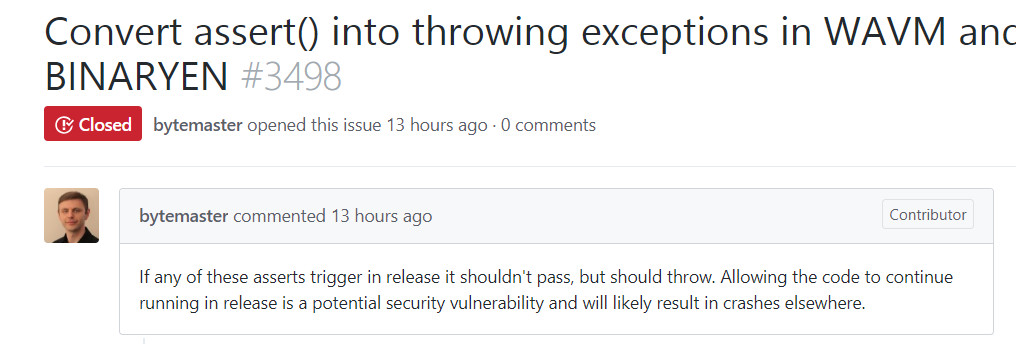 Convert assert() into throwing exceptions in WAVM and
BINARYEN #3498
Closed bytemaster opened this issue 13 hours ago · 0 comments
bytemaster commented 13 hours ago Contributor
If any of these asserts trigger in release it shouldn't pass, but should throw. Allowing the code to continue
running in release is a potential security vulnerability and will likely result in crashes elsewhere.